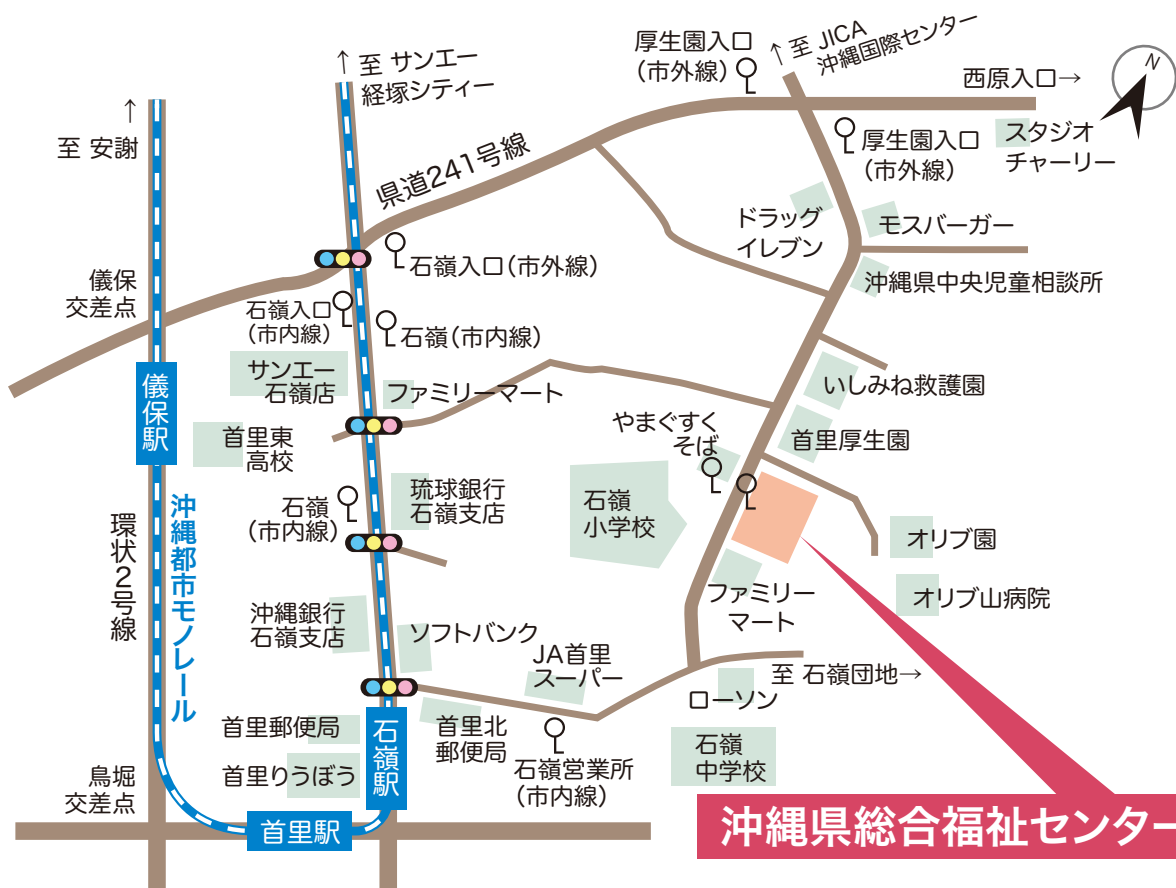 ↑至 JICA
沖縄国際センター
厚生園入口
(市外線)
西原入口→
N
↑至 サンエー
経塚シティー
↑
至 安謝
スタジオ
チャーリー
厚生園入口
(市外線)
県道241号線
ドラッグ
イレブン
モスバーガー
石嶺入口(市外線)
沖縄県中央児童相談所
儀保
交差点
石嶺入口
(市内線)
石嶺(市内線)
サンエー
石嶺店
ファミリーマート
いしみね救護園
儀保駅
首里東
高校
やまぐすく
そば
首里厚生園
琉球銀行
石嶺支店
石嶺
(市内線)
石嶺
小学校
沖縄都市モノレール
環状2号線
オリブ園
オリブ山病院
ファミリー
マート
沖縄銀行
石嶺支店
ソフトバンク
JA首里
スーパー
至 石嶺団地→
ローソン
首里郵便局
石嶺駅
首里北
郵便局
石嶺
中学校
首里りうぼう
石嶺営業所
(市内線)
鳥堀
交差点
首里駅
沖縄県総合福祉センター